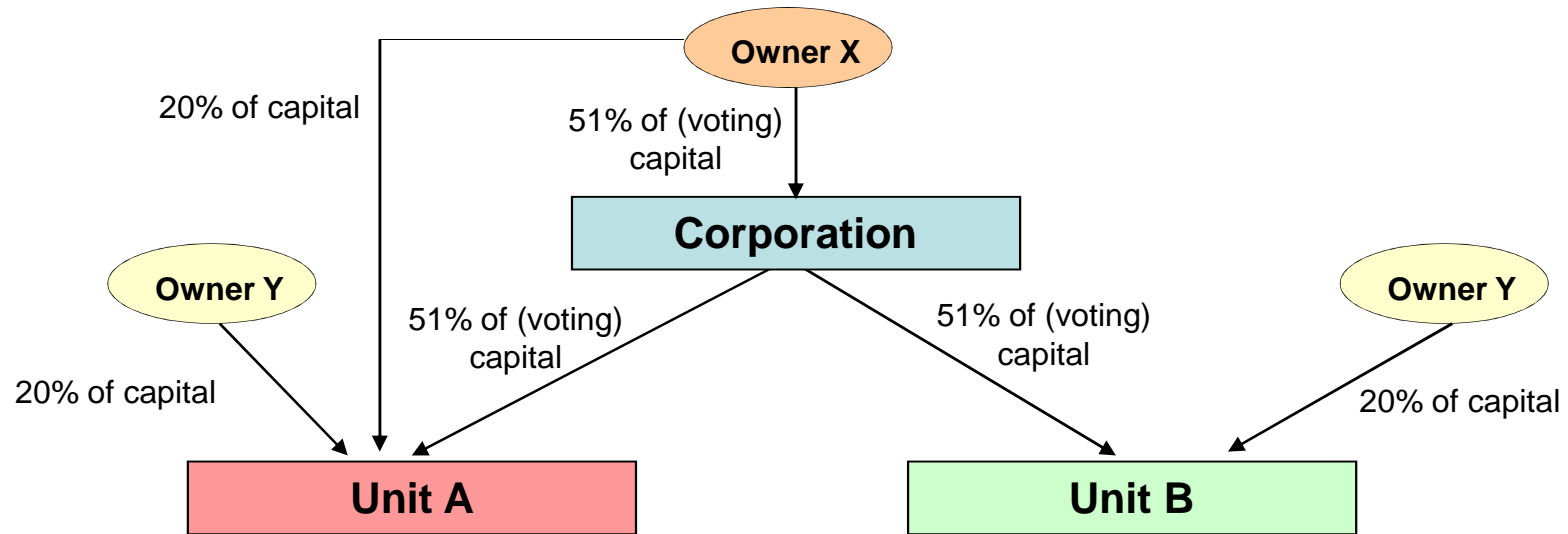 Owner X
20% of capital
51% of (voting)
capital
Corporation
Owner Y
Owner Y
51% of (voting)
capital
51% of (voting)
capital
20% of capital
20% of capital
Unit A
Unit B